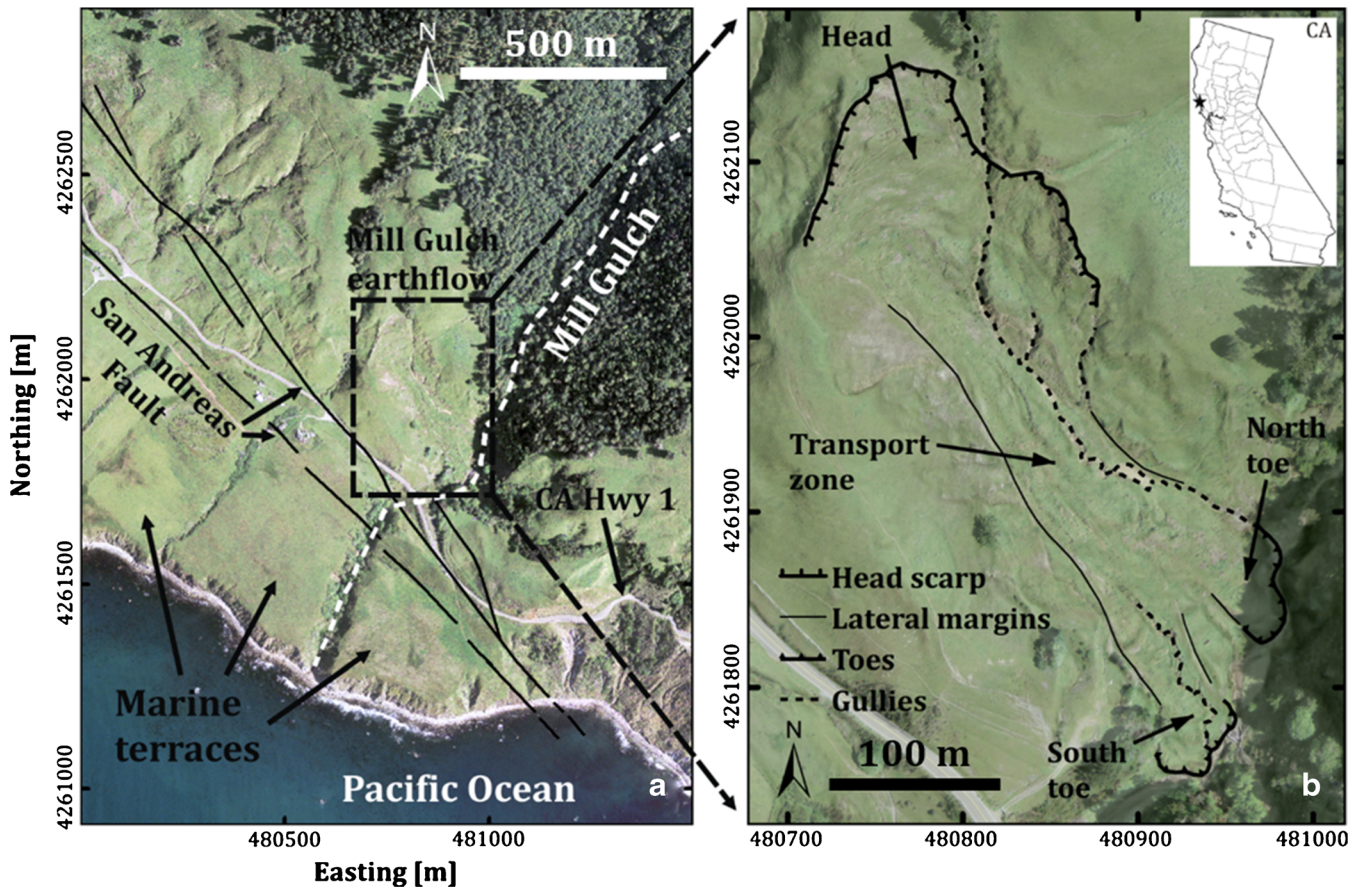 N
500 m
Mill Gulch
earthflow
Mill Gulch
San Andreas
Fault
CA Hwy 1
Marine
terraces
Pacific Ocean
a
Northing [m]
4262500
4262000
4261500
4261000
480500
481000
Easting [m]
Head
CA
Transport
zone
North
toe
Head scarp
Lateral margins
Toes
Gullies
N
100 m
South
toe
b
4262100
4262000
4261900
4261800
480700
480800
480900
481000